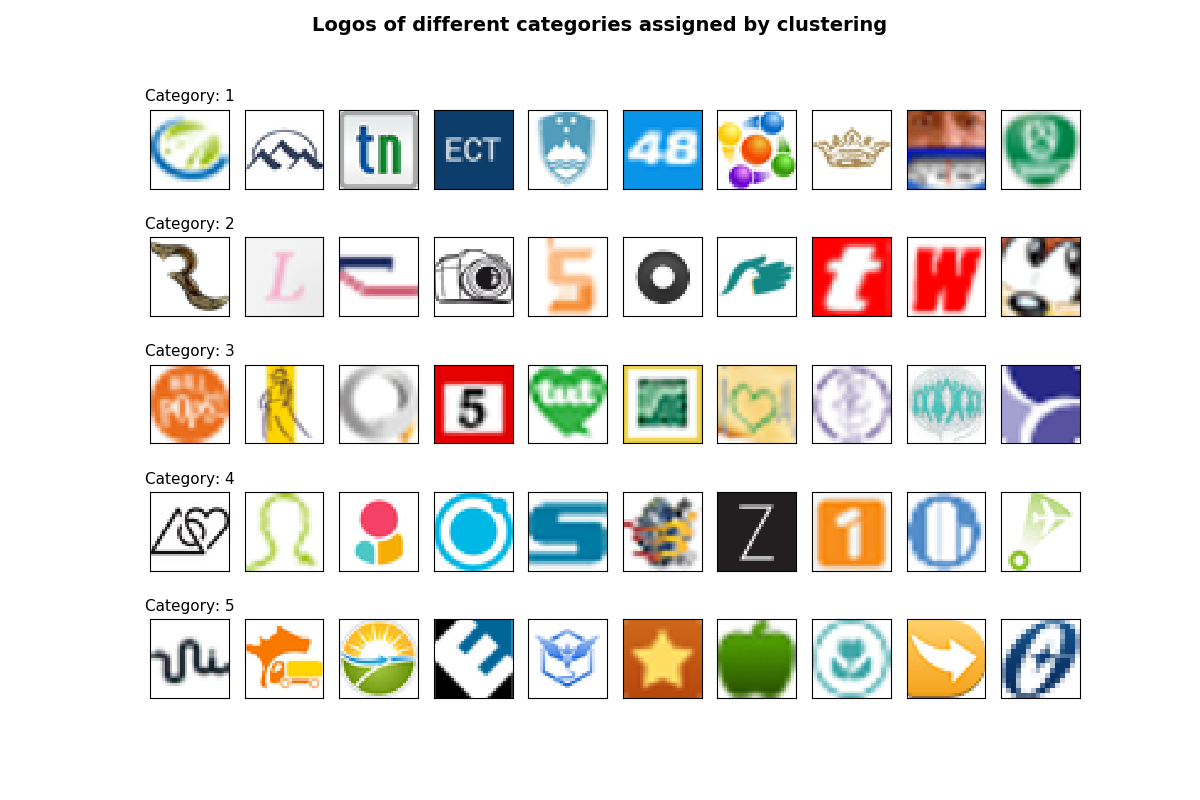 Logos of different categories assigned by clustering
Category: 1
tn
ECT
48
Category: 2
L
S
t
W
Category: 3
POPS
5
tut
Category: 4
S
Z
1
Category: 5
E